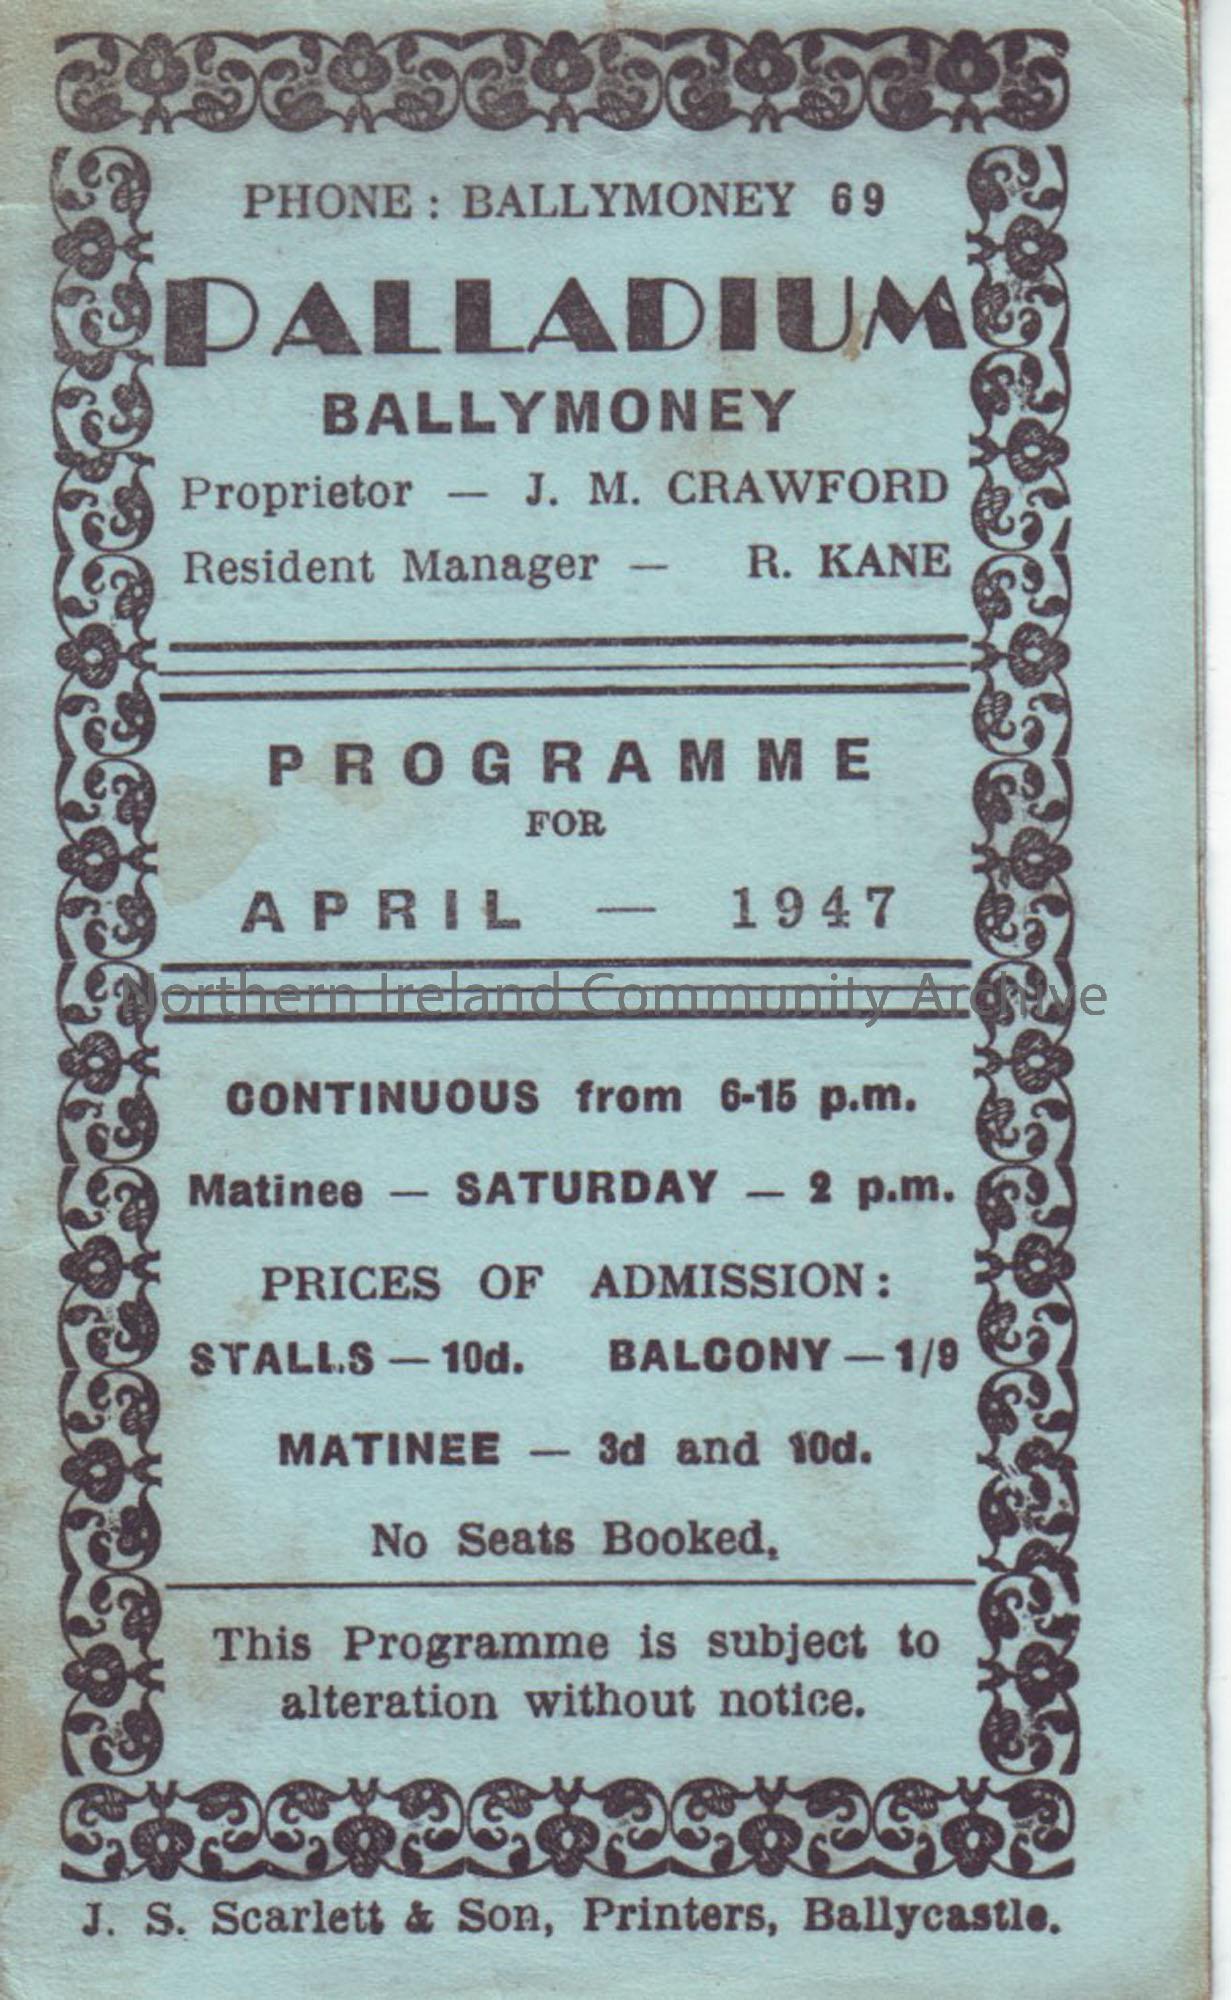 PHONE : BALLYMONEY 69
PALLADIUM
BALLYMONEY
Proprietor — J. M. CRAWFORD
Resident Manager — R. KANE
PROGRAMME
FOR
APRIL — 1947
Northern Ireland Community Archive
CONTINUOUS from 6-15 p.m.
Matinee — SATURDAY — 2 p.m.
PRICES OF ADMISSION :
STALLS — 10d. BALCONY — 1/9
MATINEE — 3d and 10d.
No Seats Booked.
This Programme is subject to
alteration without notice.
J. S. Scarlett & Son, Printers, Ballycastle.